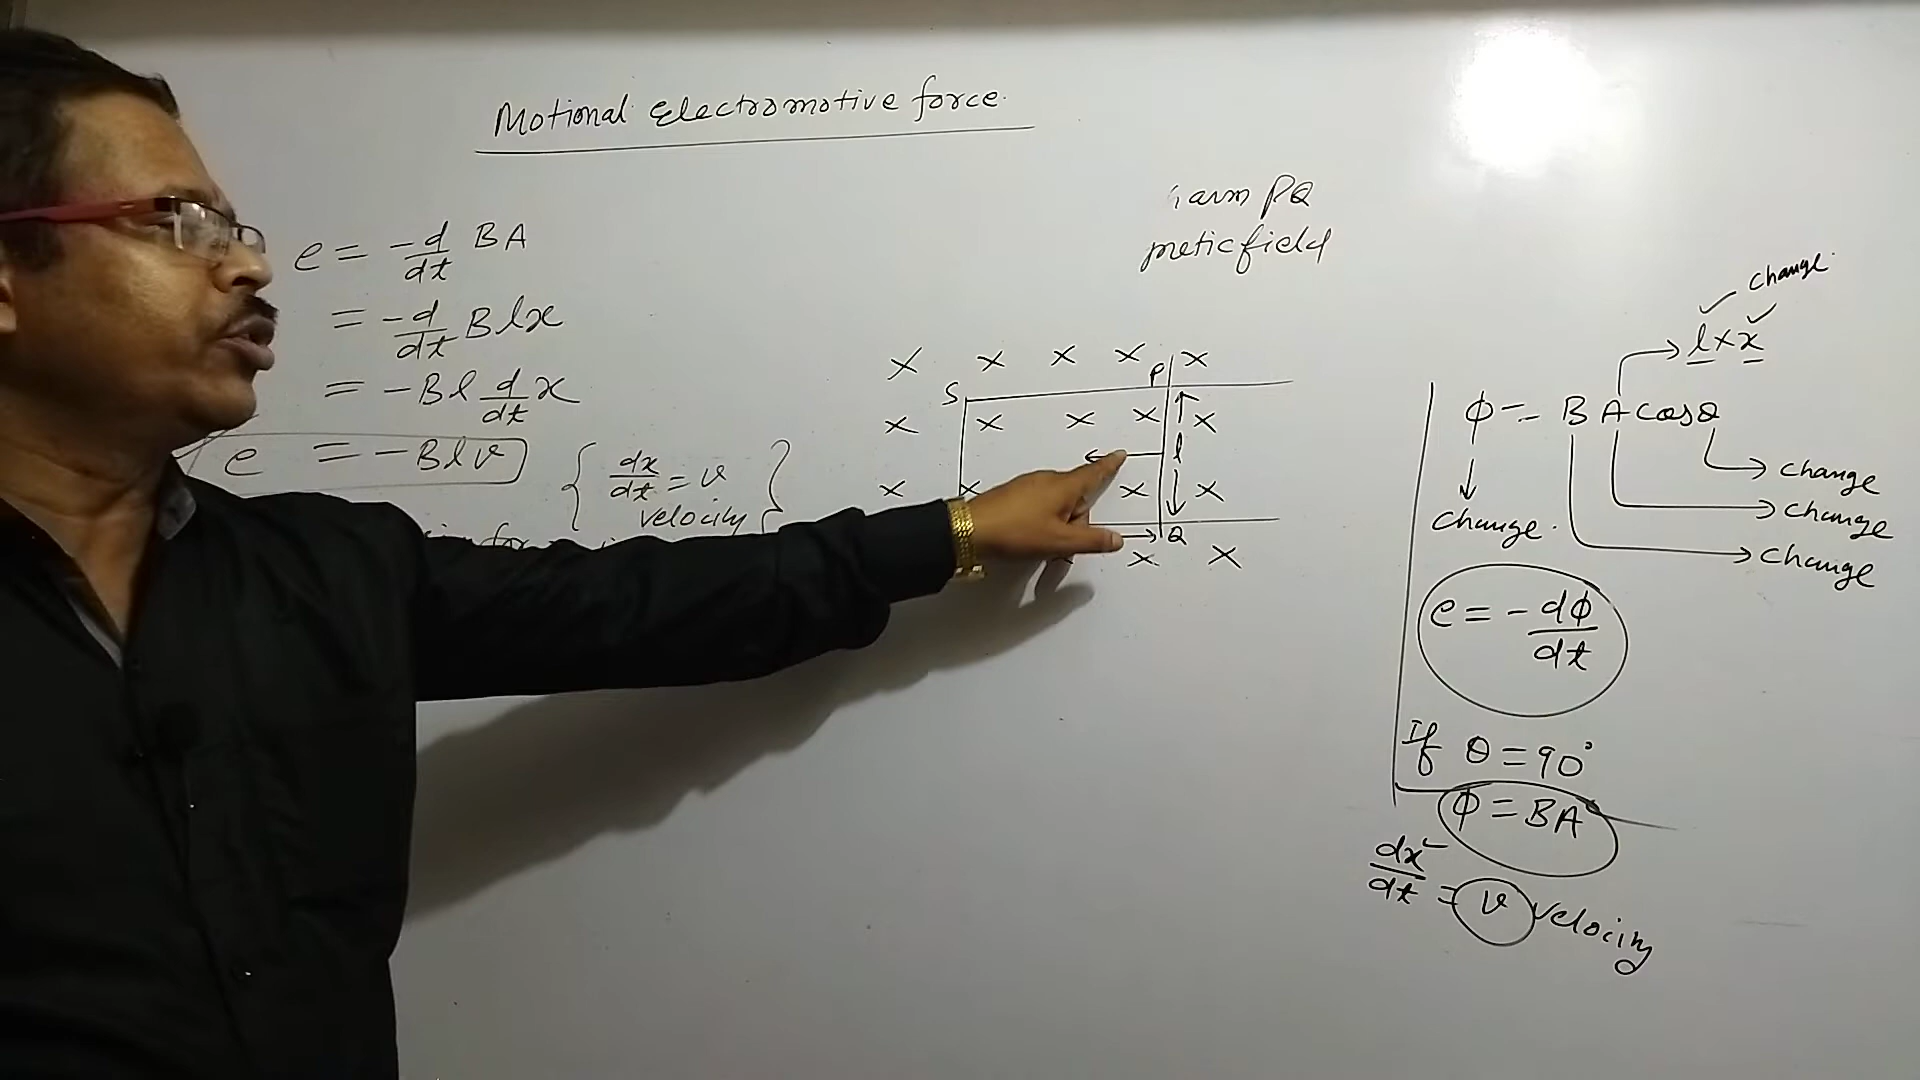 Motional Electromotive force.
arm PQ
netic field
e = -d/dt BA
= -d/dt Blx
= -Bl d/dt x
e = -Blv
{ dx/dt = v
velocity }
S P
l
Q
change.
l × x
ϕ = BA cosθ
change
change.
change
change
e = -dϕ/dt
If θ = 90°
ϕ = BA
dx/dt = v velocity